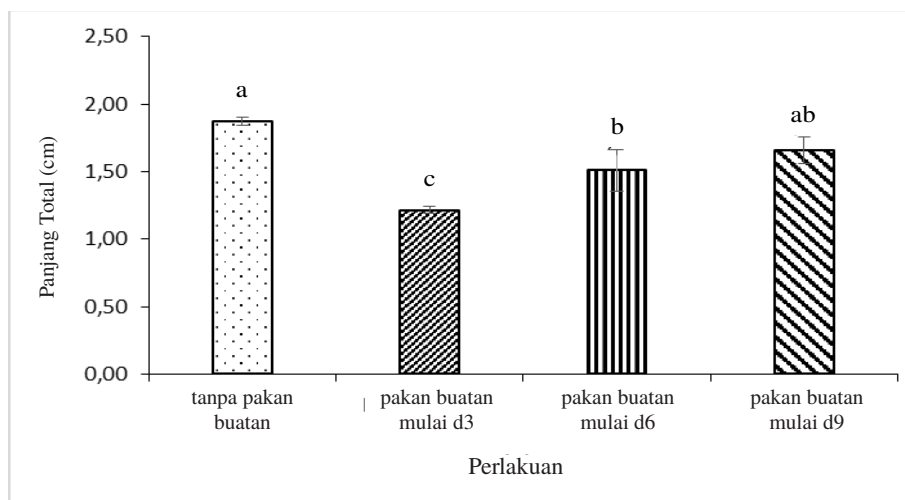 Panjang Total (cm)
2,50
2,00
1,50
1,00
0,50
0,00
a
c
b
ab
tanpa pakan
buatan
pakan buatan
mulai d3
pakan buatan
mulai d6
pakan buatan
mulai d9
Perlakuan